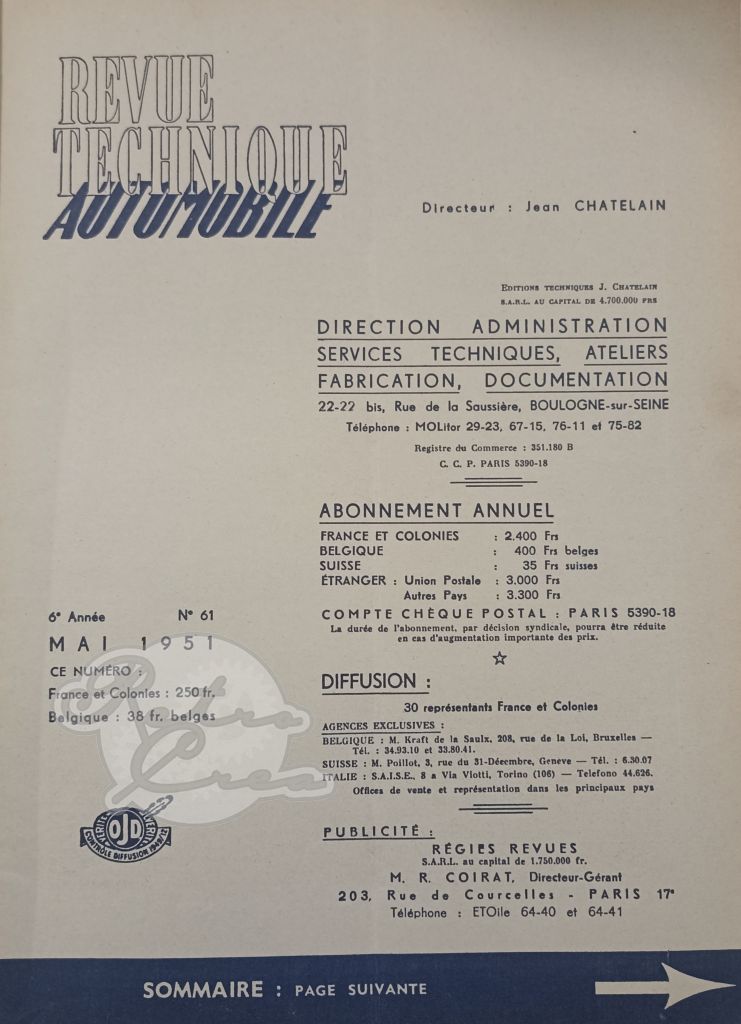 REVUE
TECHNIQUE
AUTOMOBILE
Directeur : Jean CHATELAIN
EDITIONS TECHNIQUES J. CHATELAIN
S.A.R.L. AU CAPITAL DE 4.700.000 FRS
DIRECTION ADMINISTRATION
SERVICES TECHNIQUES, ATELIERS
FABRICATION, DOCUMENTATION
22-22 bis, Rue de la Saussière, BOULOGNE-sur-SEINE
Téléphone : MOLitor 29-23, 67-15, 76-11 et 75-82
Registre du Commerce : 351.180 B
C. C. P. PARIS 5390-18
ABONNEMENT ANNUEL
FRANCE ET COLONIES : 2.400 Frs
BELGIQUE : 400 Frs belges
SUISSE : 35 Frs suisses
ÉTRANGER : Union Postale : 3.000 Frs
Autres Pays : 3.300 Frs
COMPTE CHÈQUE POSTAL : PARIS 5390-18
La durée de l'abonnement, par décision syndicale, pourra être réduite
en cas d'augmentation importante des prix.
6e Année N° 61
MAI 1951
CE NUMÉRO :
France et Colonies : 250 fr.
Belgique : 38 fr. belges
Retro
Crea
DIFFUSION :
30 représentants France et Colonies
AGENCES EXCLUSIVES :
BELGIQUE : M. Kraft de la Saulx, 208, rue de la Loi, Bruxelles —
Tél. : 34.93.10 et 33.80.41.
SUISSE : M. Poillot, 3, rue du 31-Décembre, Geneve — Tél. : 6.30.07
ITALIE : S.A.I.S.E., 8 a Via Viotti, Torino (106) — Telefono 44.626.
Offices de vente et représentation dans les principaux pays
OJD
CONTRÔLE DIFFUSION 1949/12
PUBLICITÉ :
RÉGIES REVUES
S.A.R.L. au capital de 1.750.000 fr.
M. R. COIRAT, Directeur-Gérant
203, Rue de Courcelles - PARIS 17e
Téléphone : ETOile 64-40 et 64-41
SOMMAIRE : PAGE SUIVANTE